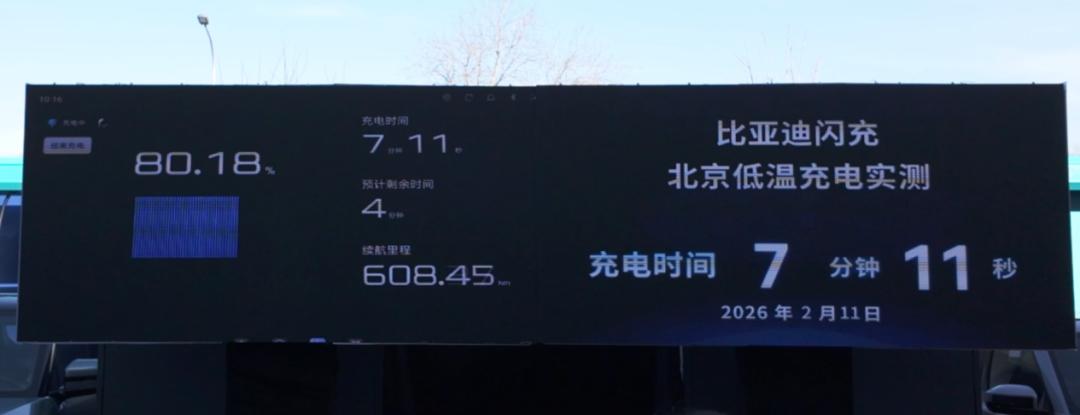 10:16
充电中
结束充电
80.18%
充电时间
7分钟11秒
预计剩余时间
4分钟
续航里程
608.45km
比亚迪闪充
北京低温充电实测
充电时间 7 分钟 11 秒
2026 年 2 月11日